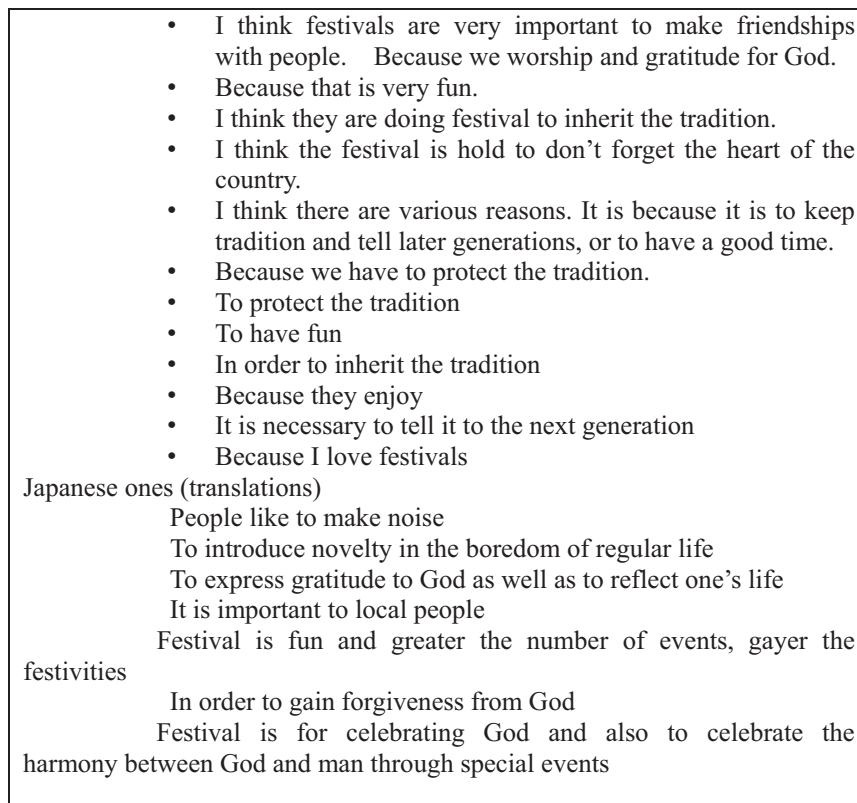 • I think festivals are very important to make friendships
with people. Because we worship and gratitude for God.
• Because that is very fun.
• I think they are doing festival to inherit the tradition.
• I think the festival is hold to don’t forget the heart of the
country.
• I think there are various reasons. It is because it is to keep
tradition and tell later generations, or to have a good time.
• Because we have to protect the tradition.
• To protect the tradition
• To have fun
• In order to inherit the tradition
• Because they enjoy
• It is necessary to tell it to the next generation
• Because I love festivals
Japanese ones (translations)
People like to make noise
To introduce novelty in the boredom of regular life
To express gratitude to God as well as to reflect one’s life
It is important to local people
Festival is fun and greater the number of events, gayer the
festivities
In order to gain forgiveness from God
Festival is for celebrating God and also to celebrate the
harmony between God and man through special events